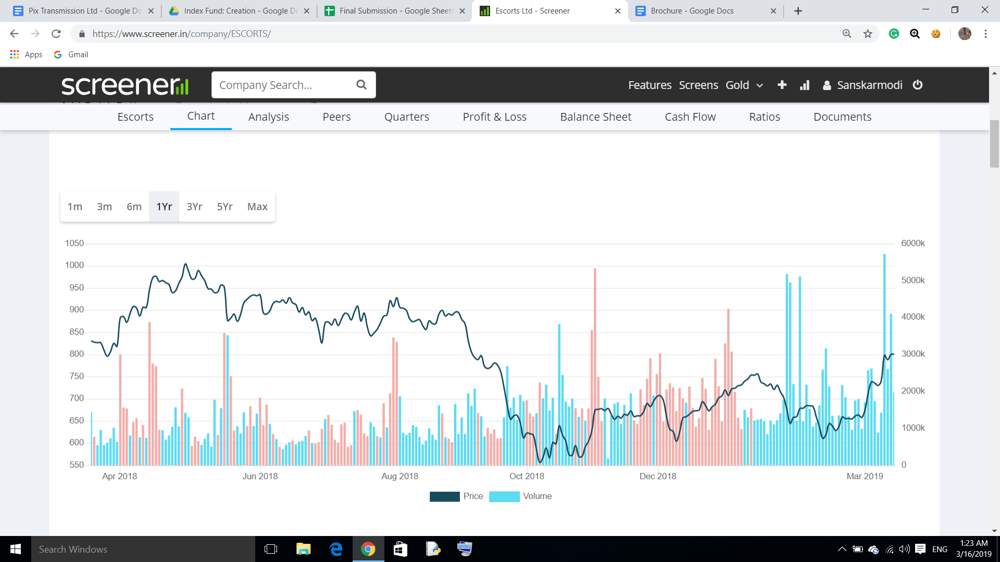 Pix Transmission Ltd - Google Do
Index Fund: Creation - Google Dr
Final Submission - Google Sheets
Escorts Ltd - Screener
Brochure - Google Docs
https://www.screener.in/company/ESCORTS/
Apps Gmail
screener Company Search... Features Screens Gold Sanskarmodi
Escorts Chart Analysis Peers Quarters Profit & Loss Balance Sheet Cash Flow Ratios Documents
1m 3m 6m 1Yr 3Yr 5Yr Max
1050 6000k
1000
950 5000k
900
850 4000k
800 3000k
750
700 2000k
650
600 1000k
550 0
Apr 2018 Jun 2018 Aug 2018 Oct 2018 Dec 2018 Mar 2019
Price Volume
Search Windows
ENG
1:23 AM
3/16/2019